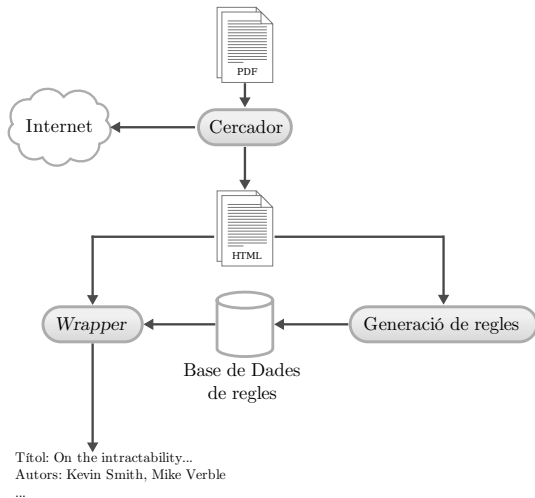 PDF
Internet
Cercador
HTML
Wrapper
Generació de regles
Base de Dades
de regles
Títol: On the intractability...
Autors: Kevin Smith, Mike Verble
...